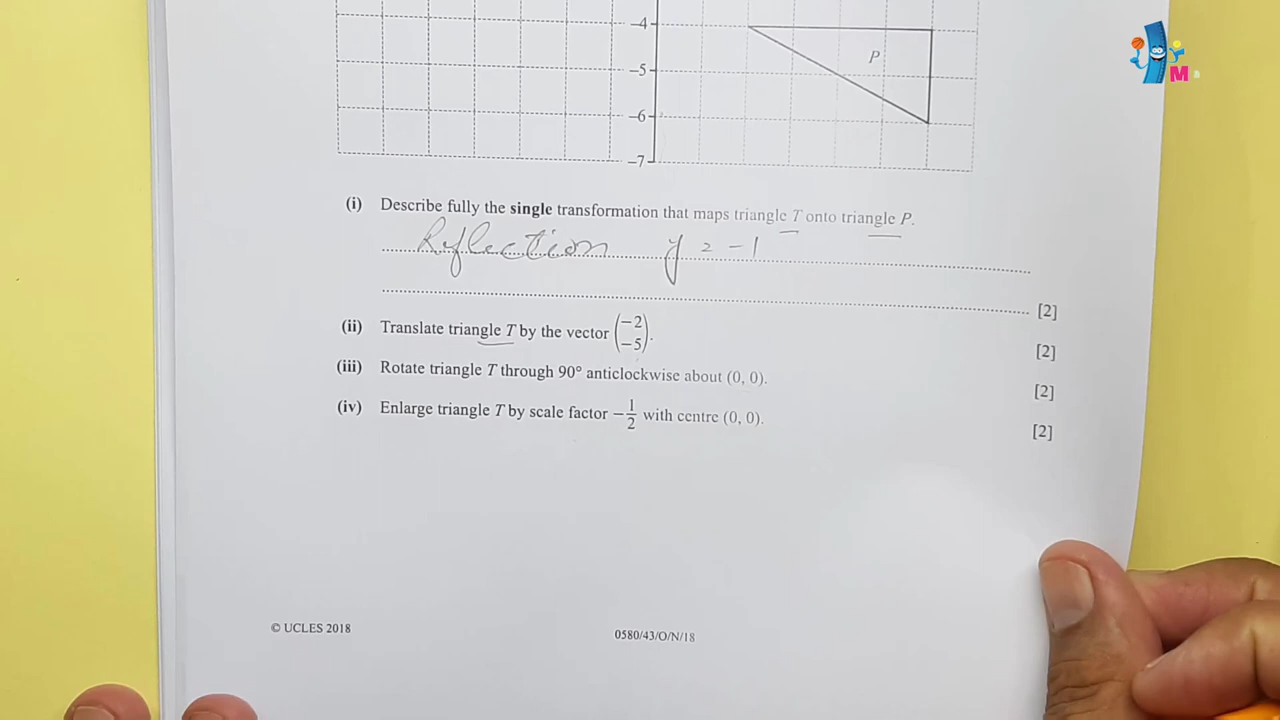 −4
P
−5
−6
−7
M
(i) Describe fully the single transformation that maps triangle T onto triangle P.
Reflection y = -1
[2]
(ii) Translate triangle T by the vector (−2 −5).
[2]
(iii) Rotate triangle T through 90° anticlockwise about (0, 0).
[2]
(iv) Enlarge triangle T by scale factor −1/2 with centre (0, 0).
[2]
© UCLES 2018
0580/43/O/N/18